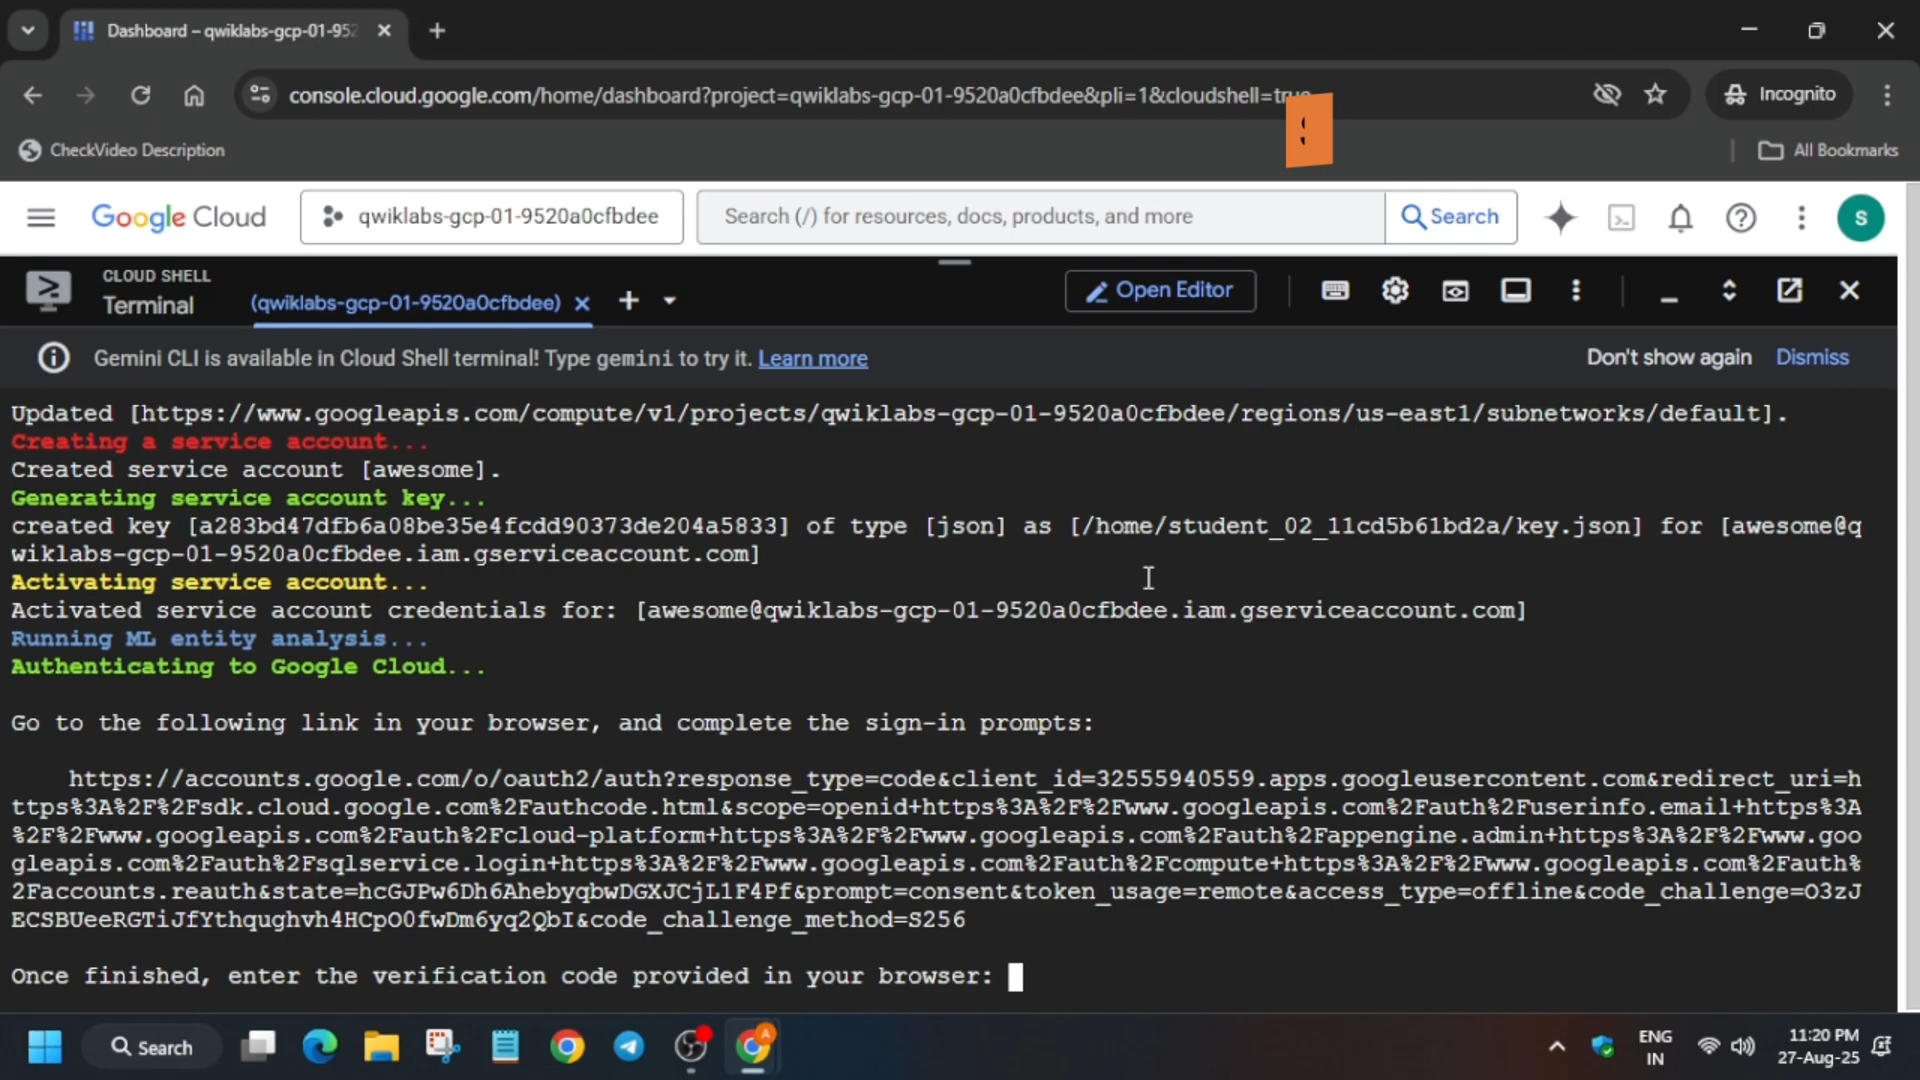 Dashboard – qwiklabs-gcp-01-952
console.cloud.google.com/home/dashboard?project=qwiklabs-gcp-01-9520a0cfbdee&pli=1&cloudshell=true
Incognito
CheckVideo Description
All Bookmarks
Google Cloud
qwiklabs-gcp-01-9520a0cfbdee
Search (/) for resources, docs, products, and more
Search
S
CLOUD SHELL
Terminal
(qwiklabs-gcp-01-9520a0cfbdee)
Open Editor
Gemini CLI is available in Cloud Shell terminal! Type gemini to try it. Learn more
Don't show again
Dismiss
Updated [https://www.googleapis.com/compute/v1/projects/qwiklabs-gcp-01-9520a0cfbdee/regions/us-east1/subnetworks/default].
Creating a service account...
Created service account [awesome].
Generating service account key...
created key [a283bd47dfb6a08be35e4fcdd90373de204a5833] of type [json] as [/home/student_02_11cd5b61bd2a/key.json] for [awesome@q
wiklabs-gcp-01-9520a0cfbdee.iam.gserviceaccount.com]
Activating service account...
Activated service account credentials for: [awesome@qwiklabs-gcp-01-9520a0cfbdee.iam.gserviceaccount.com]
Running ML entity analysis...
Authenticating to Google Cloud...
Go to the following link in your browser, and complete the sign-in prompts:
https://accounts.google.com/o/oauth2/auth?response_type=code&client_id=32555940559.apps.googleusercontent.com&redirect_uri=h
ttps%3A%2F%2Fsdk.cloud.google.com%2Fauthcode.html&scope=openid+https%3A%2F%2Fwww.googleapis.com%2Fauth%2Fuserinfo.email+https%3A
%2F%2Fwww.googleapis.com%2Fauth%2Fcloud-platform+https%3A%2F%2Fwww.googleapis.com%2Fauth%2Fappengine.admin+https%3A%2F%2Fwww.goo
gleapis.com%2Fauth%2Fsqlservice.login+https%3A%2F%2Fwww.googleapis.com%2Fauth%2Fcompute+https%3A%2F%2Fwww.googleapis.com%2Fauth%
2Faccounts.reauth&state=hcGJPw6Dh6AhebyqbwDGXJCjL1F4Pf&prompt=consent&token_usage=remote&access_type=offline&code_challenge=O3zJ
ECSBUeeRGTiJfYthqughvh4HCpO0fwDm6yq2QbI&code_challenge_method=S256
Once finished, enter the verification code provided in your browser:
Search
A
ENG
IN
11:20 PM
27-Aug-25